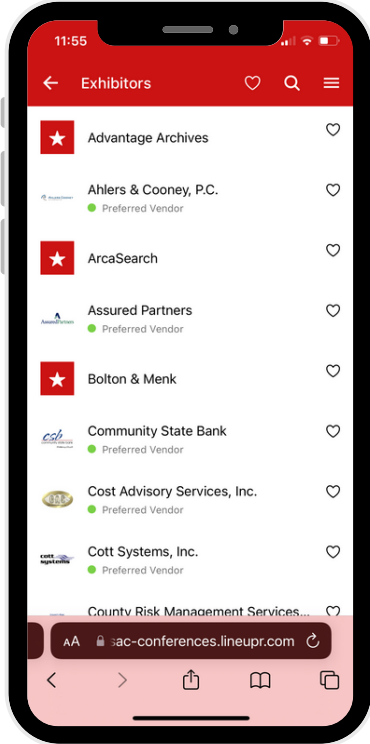 11:55
Exhibitors
Advantage Archives
Ahlers & Cooney, P.C.
Preferred Vendor
ArcaSearch
Assured Partners
AssuredPartners
Preferred Vendor
Bolton & Menk
csb
Community State Bank
Preferred Vendor
Cost Advisory Services, Inc.
Preferred Vendor
cott
systems
Cott Systems, Inc.
Preferred Vendor
County Risk Management Services...
AA sac-conferences.lineupr.com